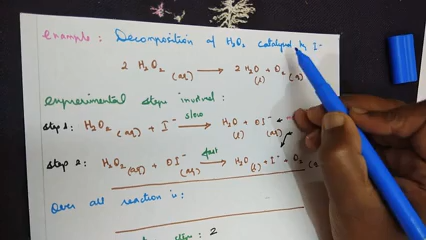 Example: Decomposition of H₂O₂ catalysed by I⁻
2 H₂O₂ (aq) ⟶ 2 H₂O (l) + O₂ (g)
Experimental steps involved:
Step 1: H₂O₂ (aq) + I⁻ slow ⟶ H₂O (l) + OI⁻ (aq)
Step 2: H₂O₂ (aq) + OI⁻ (aq) fast ⟶ H₂O (l) + I⁻ + O₂
Over all reaction is:
2